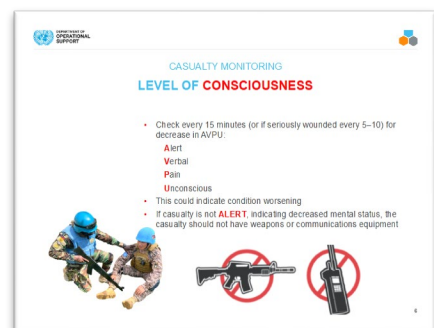 DEPARTMENT OF
OPERATIONAL
SUPPORT
CASUALTY MONITORING
LEVEL OF CONSCIOUSNESS
• Check every 15 minutes (or if seriously wounded every 5–10) for
decrease in AVPU:
Alert
Verbal
Pain
Unconscious
• This could indicate condition worsening
• If casualty is not ALERT, indicating decreased mental status, the
casualty should not have weapons or communications equipment
4